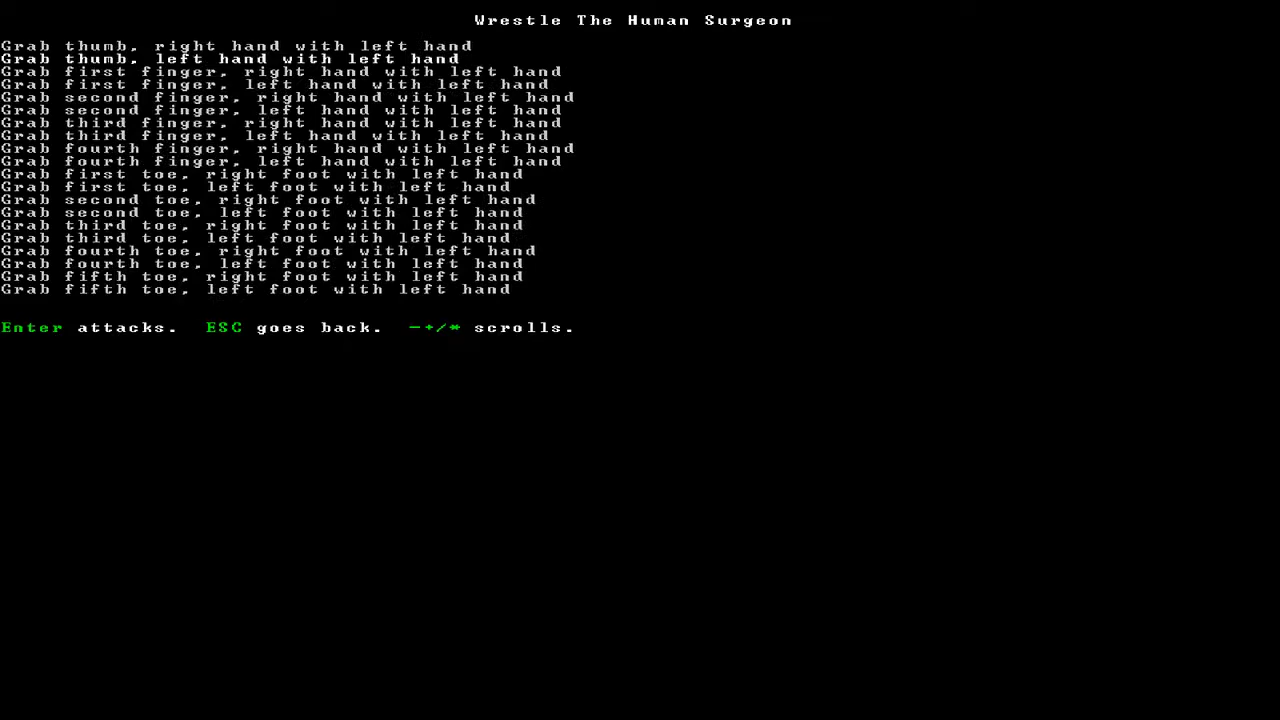 Wrestle The Human Surgeon
Grab thumb, right hand with left hand
Grab thumb, left hand with left hand
Grab first finger, right hand with left hand
Grab first finger, left hand with left hand
Grab second finger, right hand with left hand
Grab second finger, left hand with left hand
Grab third finger, right hand with left hand
Grab third finger, left hand with left hand
Grab fourth finger, right hand with left hand
Grab fourth finger, left hand with left hand
Grab first toe, right foot with left hand
Grab first toe, left foot with left hand
Grab second toe, right foot with left hand
Grab second toe, left foot with left hand
Grab third toe, right foot with left hand
Grab third toe, left foot with left hand
Grab fourth toe, right foot with left hand
Grab fourth toe, left foot with left hand
Grab fifth toe, right foot with left hand
Grab fifth toe, left foot with left hand
Enter attacks. ESC goes back. -+/* scrolls.